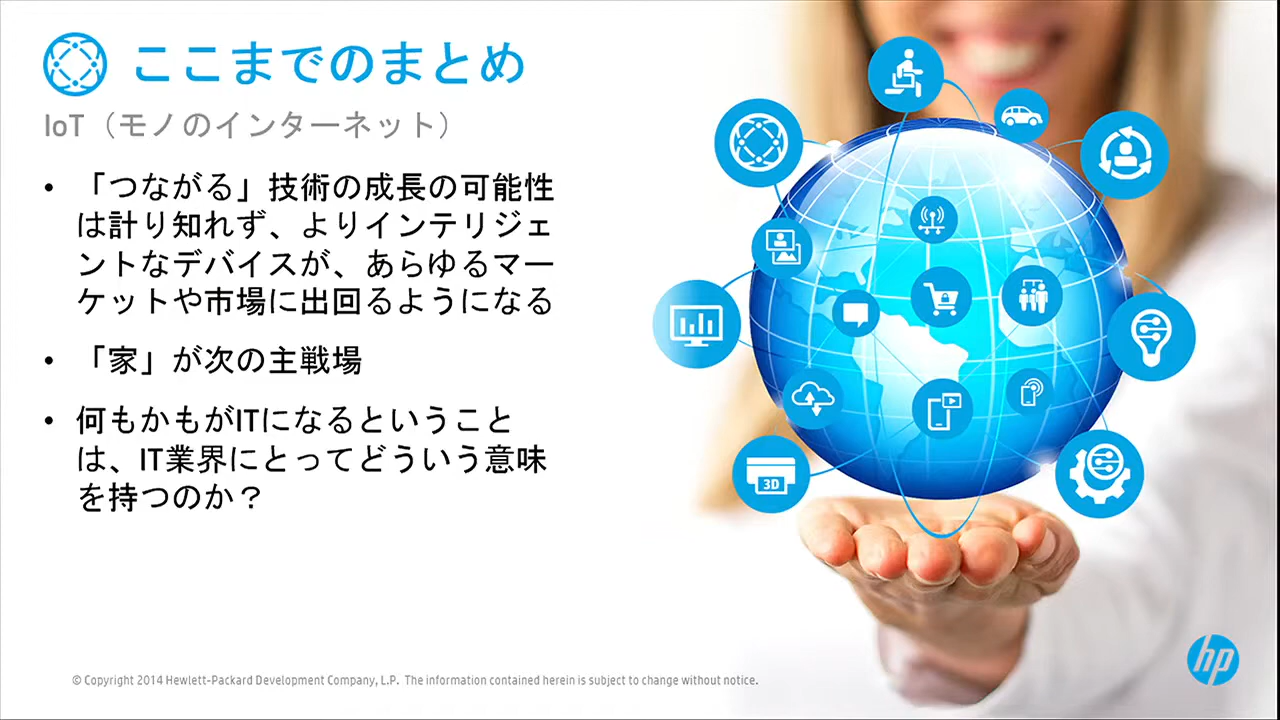 ここまでのまとめ
IoT（モノのインターネット）
• 「つながる」技術の成長の可能性
は計り知れず、よりインテリジェ
ントなデバイスが、あらゆるマー
ケットや市場に出回るようになる
• 「家」が次の主戦場
• 何もかもがITになるということ
は、IT業界にとってどういう意味
を持つのか？
3D
hp
© Copyright 2014 Hewlett-Packard Development Company, L.P. The information contained herein is subject to change without notice.